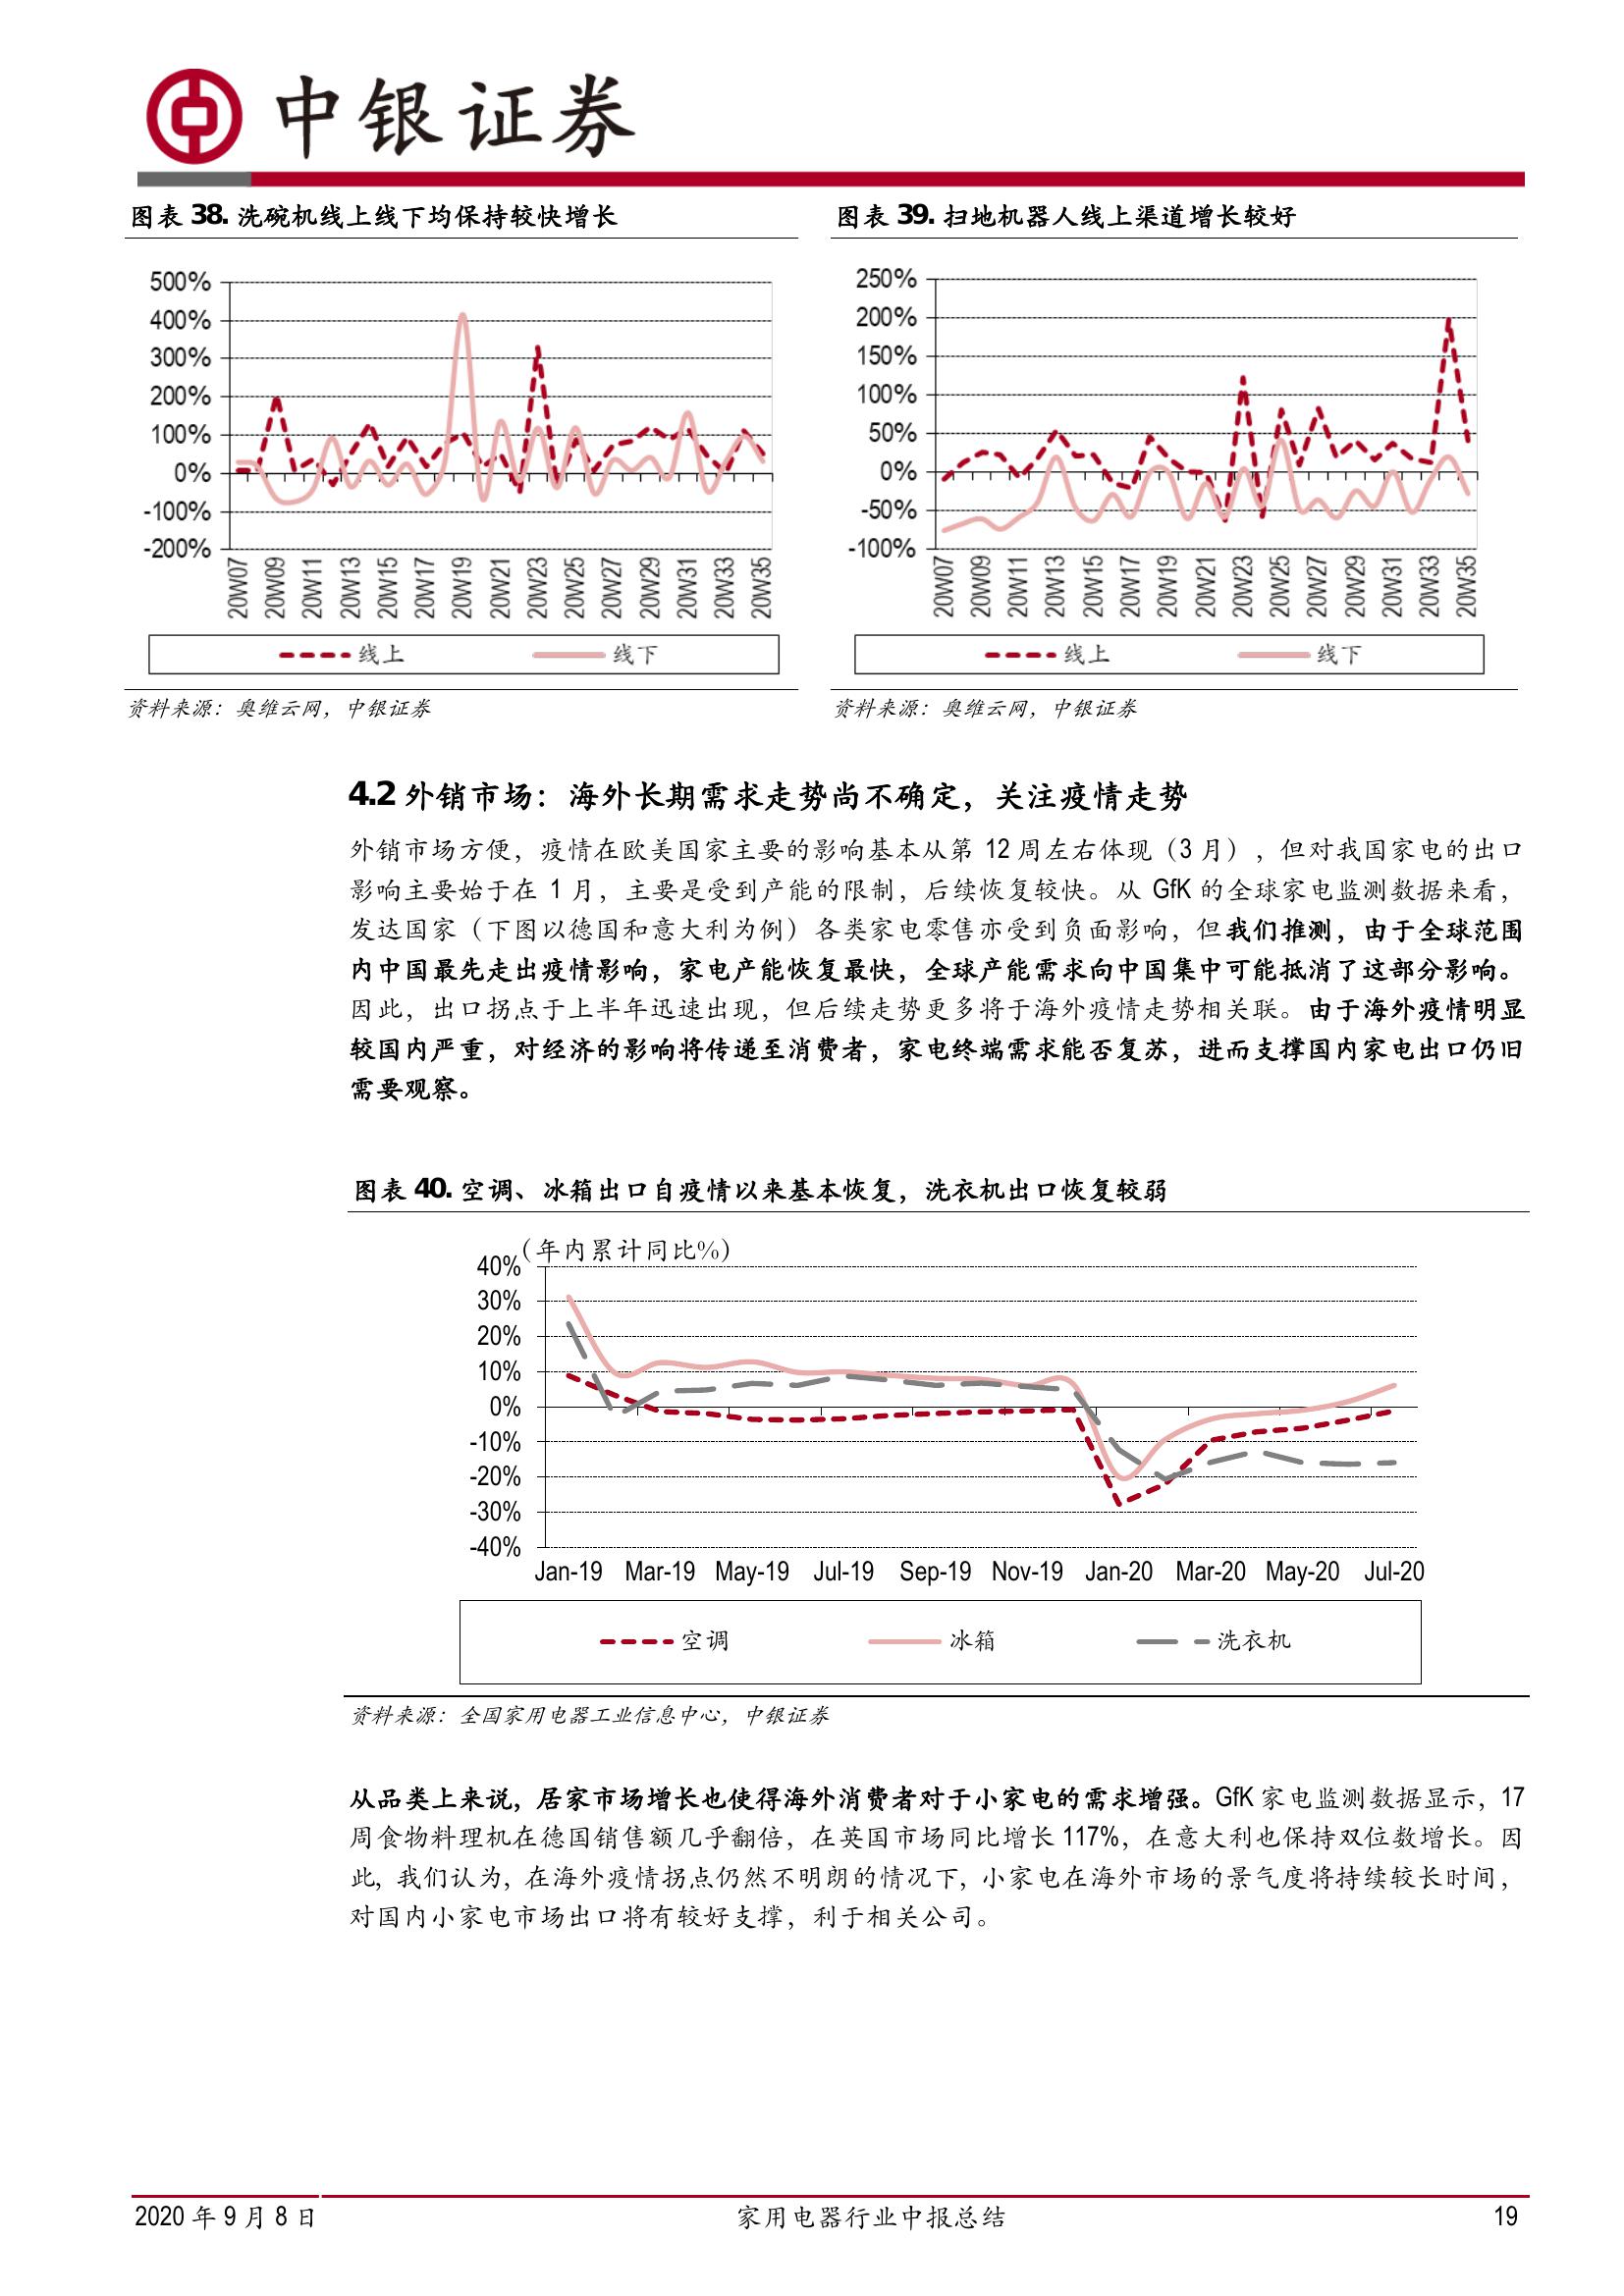 中银证券
图表 38. 洗碗机线上线下均保持较快增长
500%
400%
300%
200%
100%
0%
-100%
-200%
20W07
20W09
20W11
20W13
20W15
20W17
20W19
20W21
20W23
20W25
20W27
20W29
20W31
20W33
20W35
线上
线下
资料来源：奥维云网，中银证券
图表 39. 扫地机器人线上渠道增长较好
250%
200%
150%
100%
50%
0%
-50%
-100%
20W07
20W09
20W11
20W13
20W15
20W17
20W19
20W21
20W23
20W25
20W27
20W29
20W31
20W33
20W35
线上
线下
资料来源：奥维云网，中银证券
4.2 外销市场：海外长期需求走势尚不确定，关注疫情走势
外销市场方便，疫情在欧美国家主要的影响基本从第 12 周左右体现（3 月），但对我国家电的出口
影响主要始于在 1 月，主要是受到产能的限制，后续恢复较快。从 GfK 的全球家电监测数据来看，
发达国家（下图以德国和意大利为例）各类家电零售亦受到负面影响，但我们推测，由于全球范围
内中国最先走出疫情影响，家电产能恢复最快，全球产能需求向中国集中可能抵消了这部分影响。
因此，出口拐点于上半年迅速出现，但后续走势更多将于海外疫情走势相关联。由于海外疫情明显
较国内严重，对经济的影响将传递至消费者，家电终端需求能否复苏，进而支撑国内家电出口仍旧
需要观察。
图表 40. 空调、冰箱出口自疫情以来基本恢复，洗衣机出口恢复较弱
（年内累计同比%）
40%
30%
20%
10%
0%
-10%
-20%
-30%
-40%
Jan-19 Mar-19 May-19 Jul-19 Sep-19 Nov-19 Jan-20 Mar-20 May-20 Jul-20
空调
冰箱
洗衣机
资料来源：全国家用电器工业信息中心，中银证券
从品类上来说，居家市场增长也使得海外消费者对于小家电的需求增强。GfK 家电监测数据显示，17
周食物料理机在德国销售额几乎翻倍，在英国市场同比增长 117%，在意大利也保持双位数增长。因
此，我们认为，在海外疫情拐点仍然不明朗的情况下，小家电在海外市场的景气度将持续较长时间，
对国内小家电市场出口将有较好支撑，利于相关公司。
2020 年 9 月 8 日
家用电器行业中报总结
19